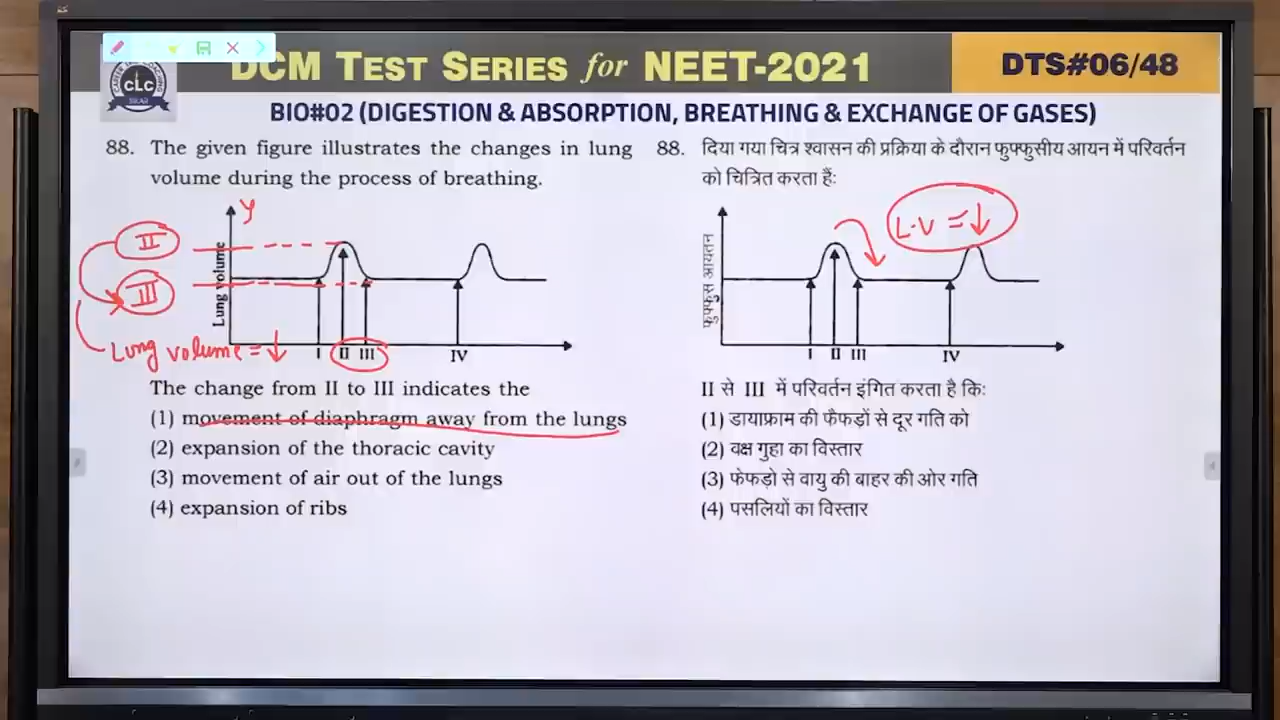 DCM TEST SERIES for NEET-2021
DTS#06/48
CLC
SIKAR
BIO#02 (DIGESTION & ABSORPTION, BREATHING & EXCHANGE OF GASES)
88. The given figure illustrates the changes in lung
volume during the process of breathing.
y
II
III
Lung volume
Lung volume = ↓
I II III IV
The change from II to III indicates the
(1) movement of diaphragm away from the lungs
(2) expansion of the thoracic cavity
(3) movement of air out of the lungs
(4) expansion of ribs
88. दिया गया चित्र श्वासन की प्रक्रिया के दौरान फुफ्फुसीय आयन में परिवर्तन
को चित्रित करता हैंः
L.V = ↓
फुफ्फुस आयतन
I II III IV
II से III में परिवर्तन इंगित करता है किः
(1) डायाफ्राम की फैफड़ों से दूर गति को
(2) वक्ष गुहा का विस्तार
(3) फेफड़ो से वायु की बाहर की ओर गति
(4) पसलियों का विस्तार